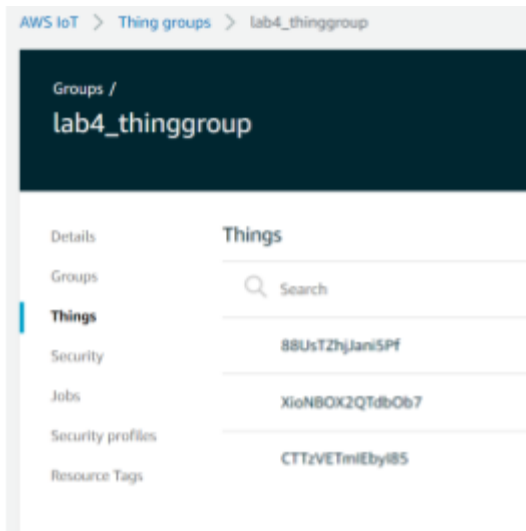 AWS IoT > Thing groups > lab4_thinggroup
Groups /
lab4_thinggroup
Details
Groups
Things
Security
Jobs
Security profiles
Resource Tags
Things
Search
88UsTZhjJani5Pf
XioNBOX2QTdbOb7
CTTzVETmlEbyI85